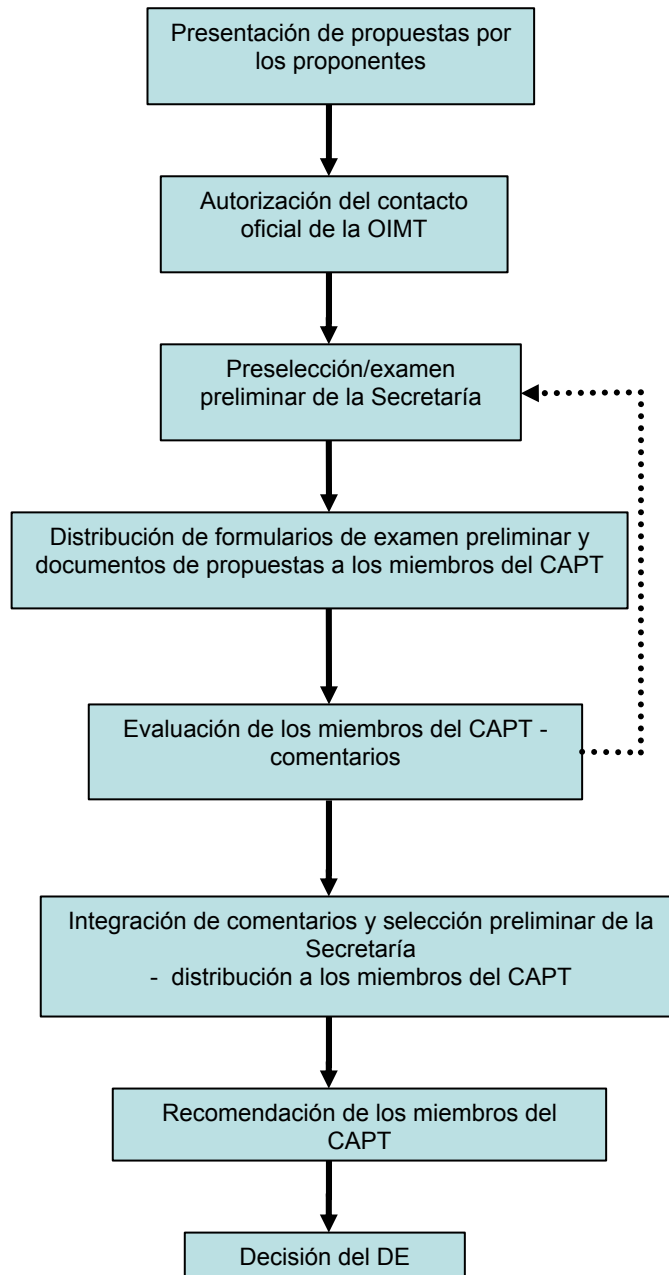 Presentación de propuestas por
los proponentes
Autorización del contacto
oficial de la OIMT
Preselección/examen
preliminar de la Secretaría
Distribución de formularios de examen preliminar y
documentos de propuestas a los miembros del CAPT
Evaluación de los miembros del CAPT -
comentarios
Integración de comentarios y selección preliminar de la
Secretaría
- distribución a los miembros del CAPT
Recomendación de los miembros del
CAPT
Decisión del DE